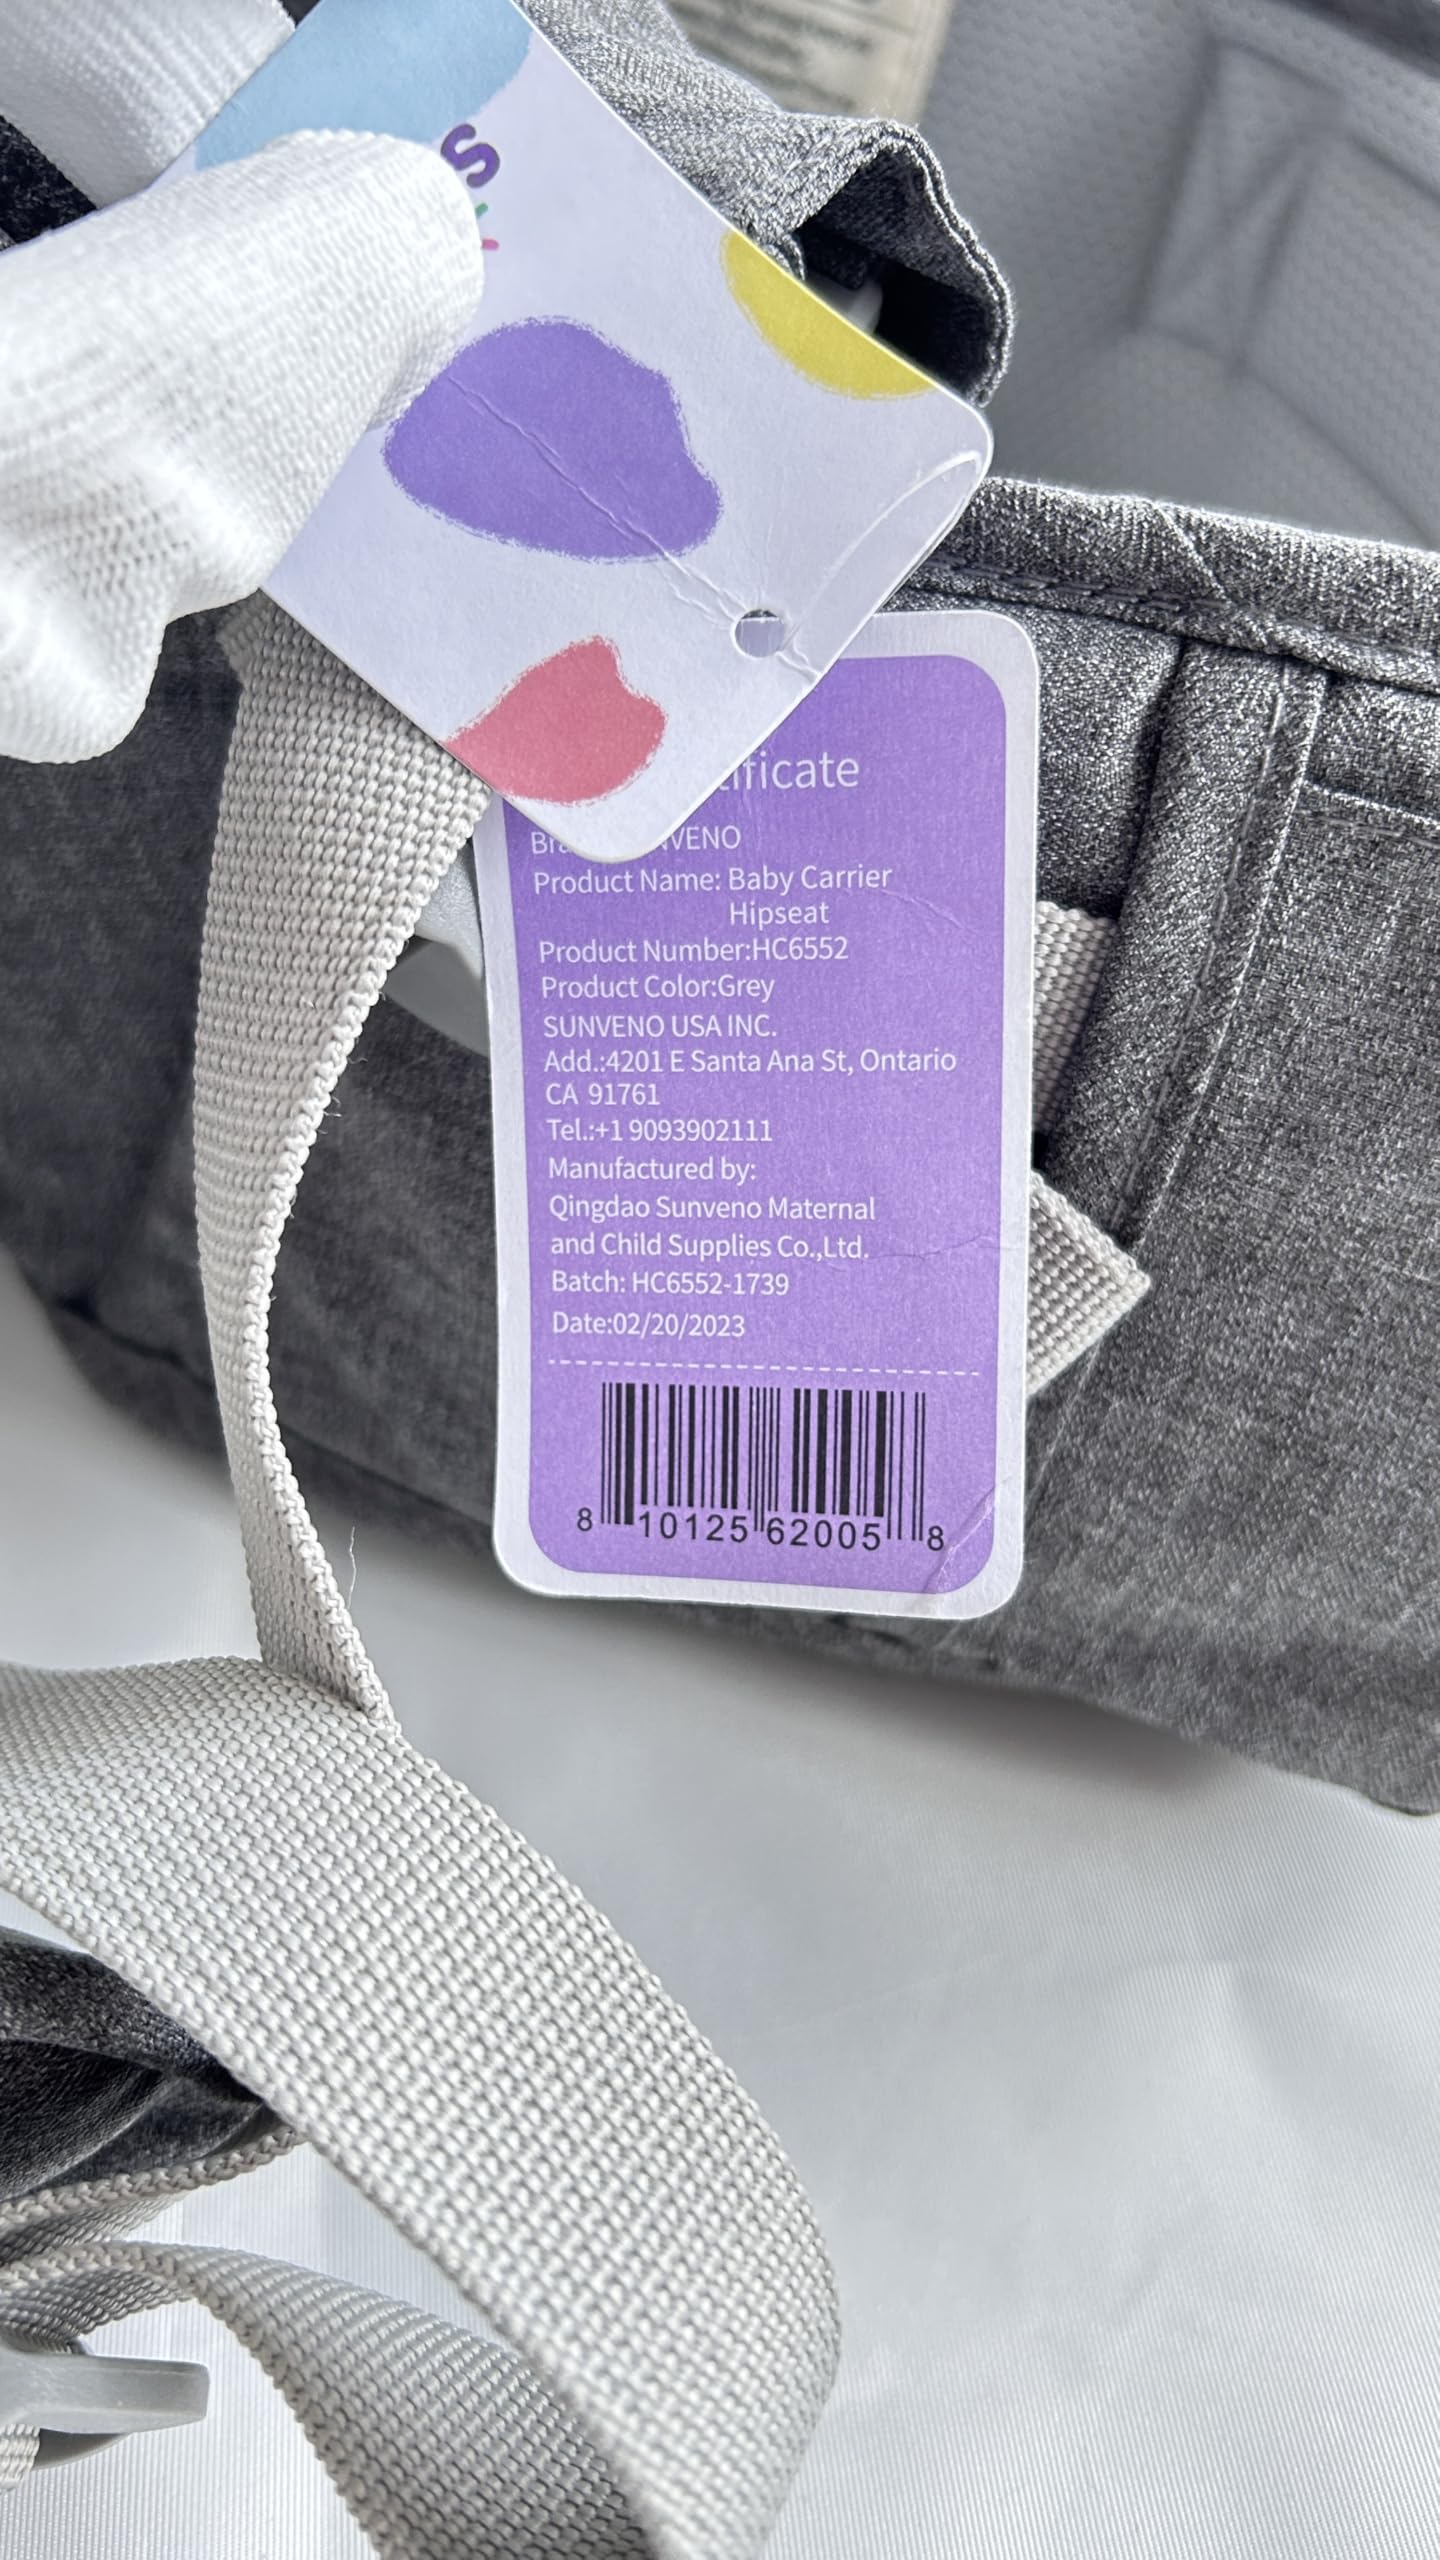 S
Product Name: Baby Carrier
Hipseat
Product Number:HC6552
Product Color:Grey
SUNVENO USA INC.
Add.:4201 E Santa Ana St, Ontario
CA 91761
Tel.:+1 9093902111
Manufactured by:
Qingdao Sunveno Maternal
and Child Supplies Co.,Ltd.
Batch: HC6552-1739
Date:02/20/2023
8 10125 62005 8